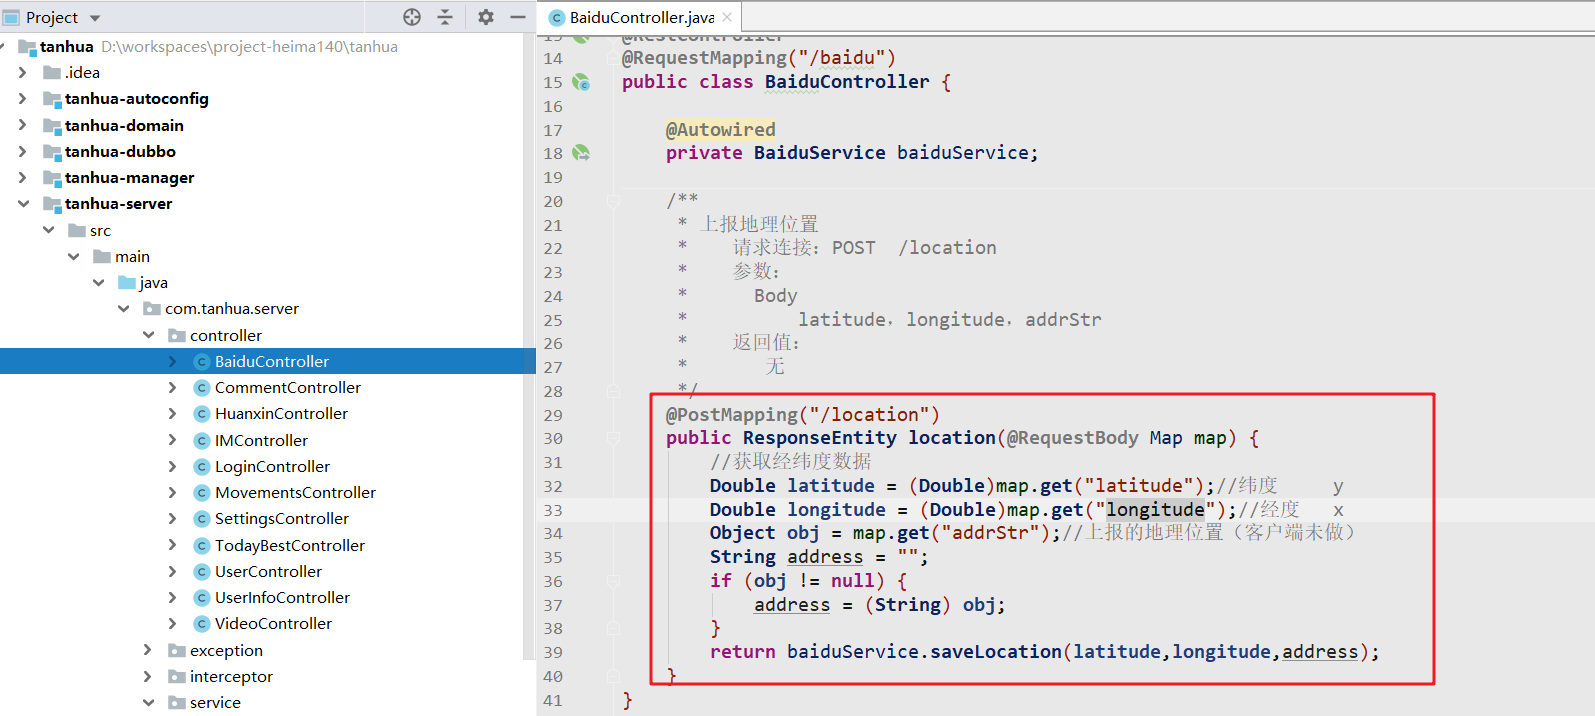 Project
tanhua D:\workspaces\project-heima140\tanhua
.idea
tanhua-autoconfig
tanhua-domain
tanhua-dubbo
tanhua-manager
tanhua-server
src
main
java
com.tanhua.server
controller
BaiduController
CommentController
HuanxinController
IMController
LoginController
MovementsController
SettingsController
TodayBestController
UserController
UserInfoController
VideoController
exception
interceptor
service
BaiduController.java
13 @RestController
14 @RequestMapping("/baidu")
15 public class BaiduController {
16
17 @Autowired
18 private BaiduService baiduService;
19
20 /**
21 * 上报地理位置
22 * 请求连接：POST /location
23 * 参数：
24 * Body
25 * latitude，longitude，addrStr
26 * 返回值：
27 * 无
28 */
29 @PostMapping("/location")
30 public ResponseEntity location(@RequestBody Map map) {
31 //获取经纬度数据
32 Double latitude = (Double)map.get("latitude");//纬度 y
33 Double longitude = (Double)map.get("longitude");//经度 x
34 Object obj = map.get("addrStr");//上报的地理位置（客户端未做）
35 String address = "";
36 if (obj != null) {
37 address = (String) obj;
38 }
39 return baiduService.saveLocation(latitude,longitude,address);
40 }
41 }